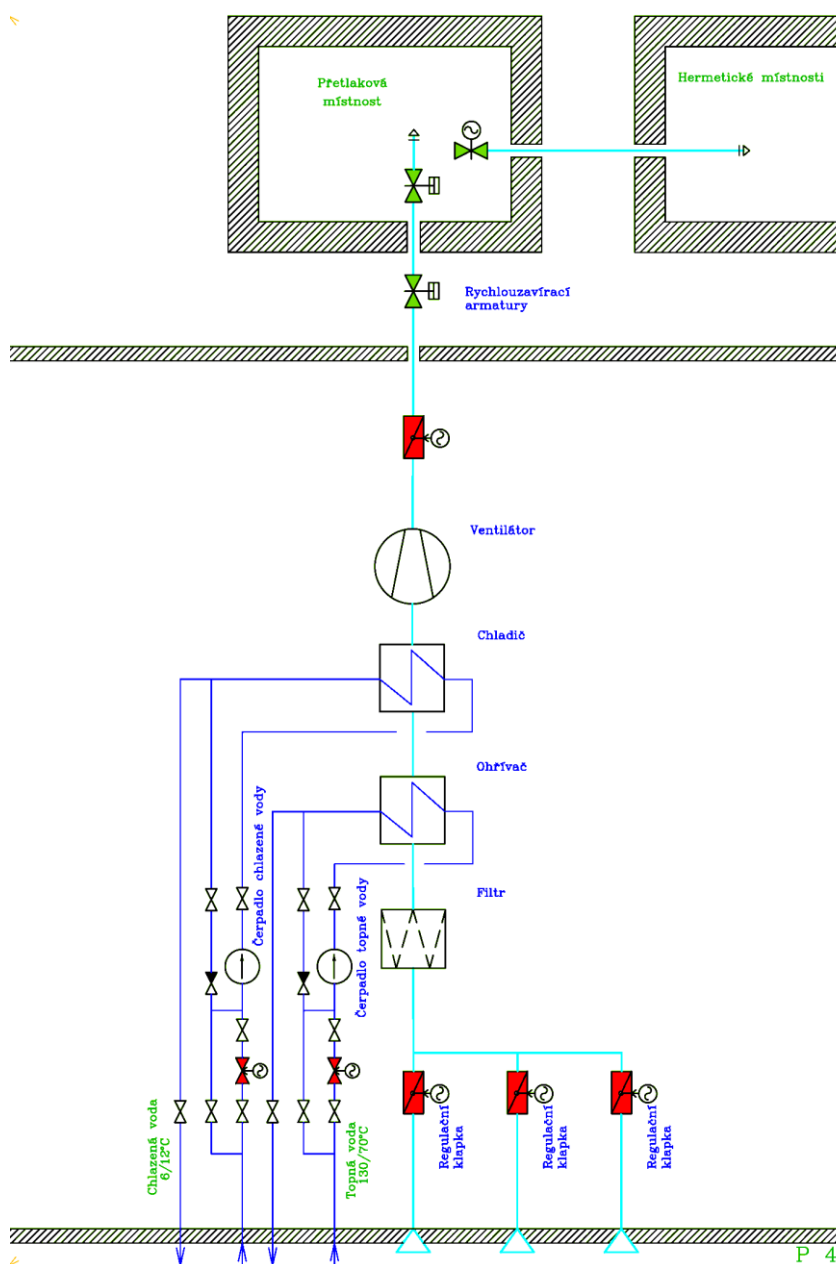 Přetlaková
místnost
Hermetické místnosti
Rychlouzavírací
armatury
Ventilátor
Chladič
Ohřívač
Filtr
Čerpadlo chlazené vody
Čerpadlo topné vody
Chlazená voda
6/12°C
Topná voda
130/70°C
Regulační
klapka
Regulační
klapka
Regulační
klapka
P 4